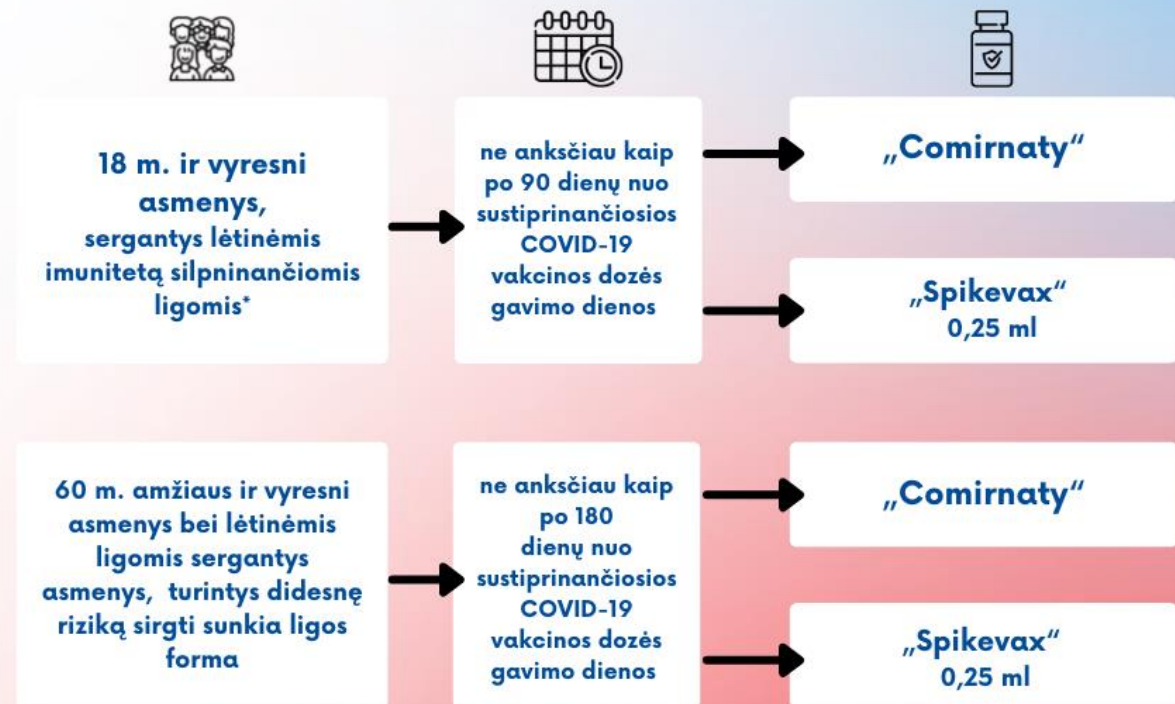 18 m. ir vyresni
asmenys,
sergantys lėtinėmis
imunitetą silpninančiomis
ligomis*
ne anksčiau kaip
po 90 dienų nuo
sustiprinančiosios
COVID-19
vakcinos dozės
gavimo dienos
„Comirnaty“
„Spikevax“
0,25 ml
60 m. amžiaus ir vyresni
asmenys bei lėtinėmis
ligomis sergantys
asmenys, turintys didesnę
riziką sirgti sunkia ligos
forma
ne anksčiau kaip
po 180
dienų nuo
sustiprinančiosios
COVID-19
vakcinos dozės
gavimo dienos
„Comirnaty“
„Spikevax“
0,25 ml